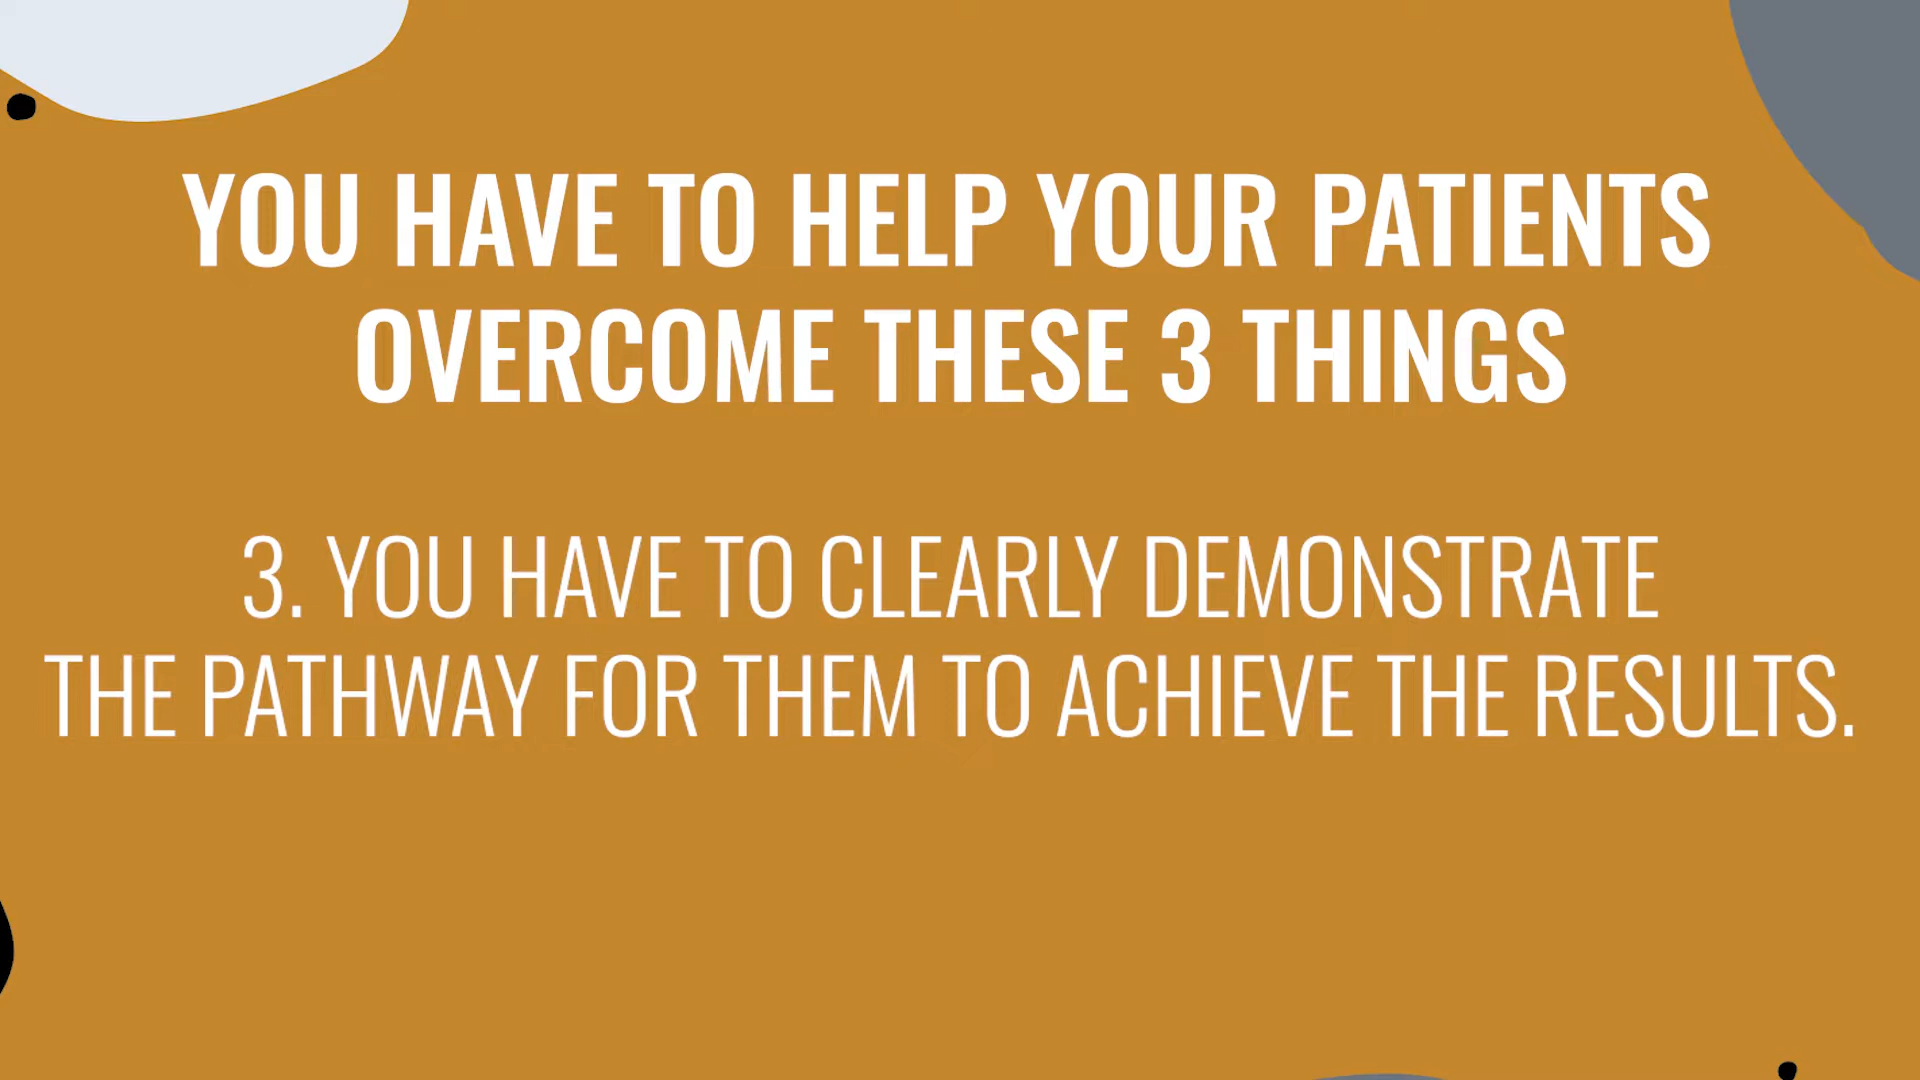 YOU HAVE TO HELP YOUR PATIENTS
OVERCOME THESE 3 THINGS
3. YOU HAVE TO CLEARLY DEMONSTRATE
THE PATHWAY FOR THEM TO ACHIEVE THE RESULTS.